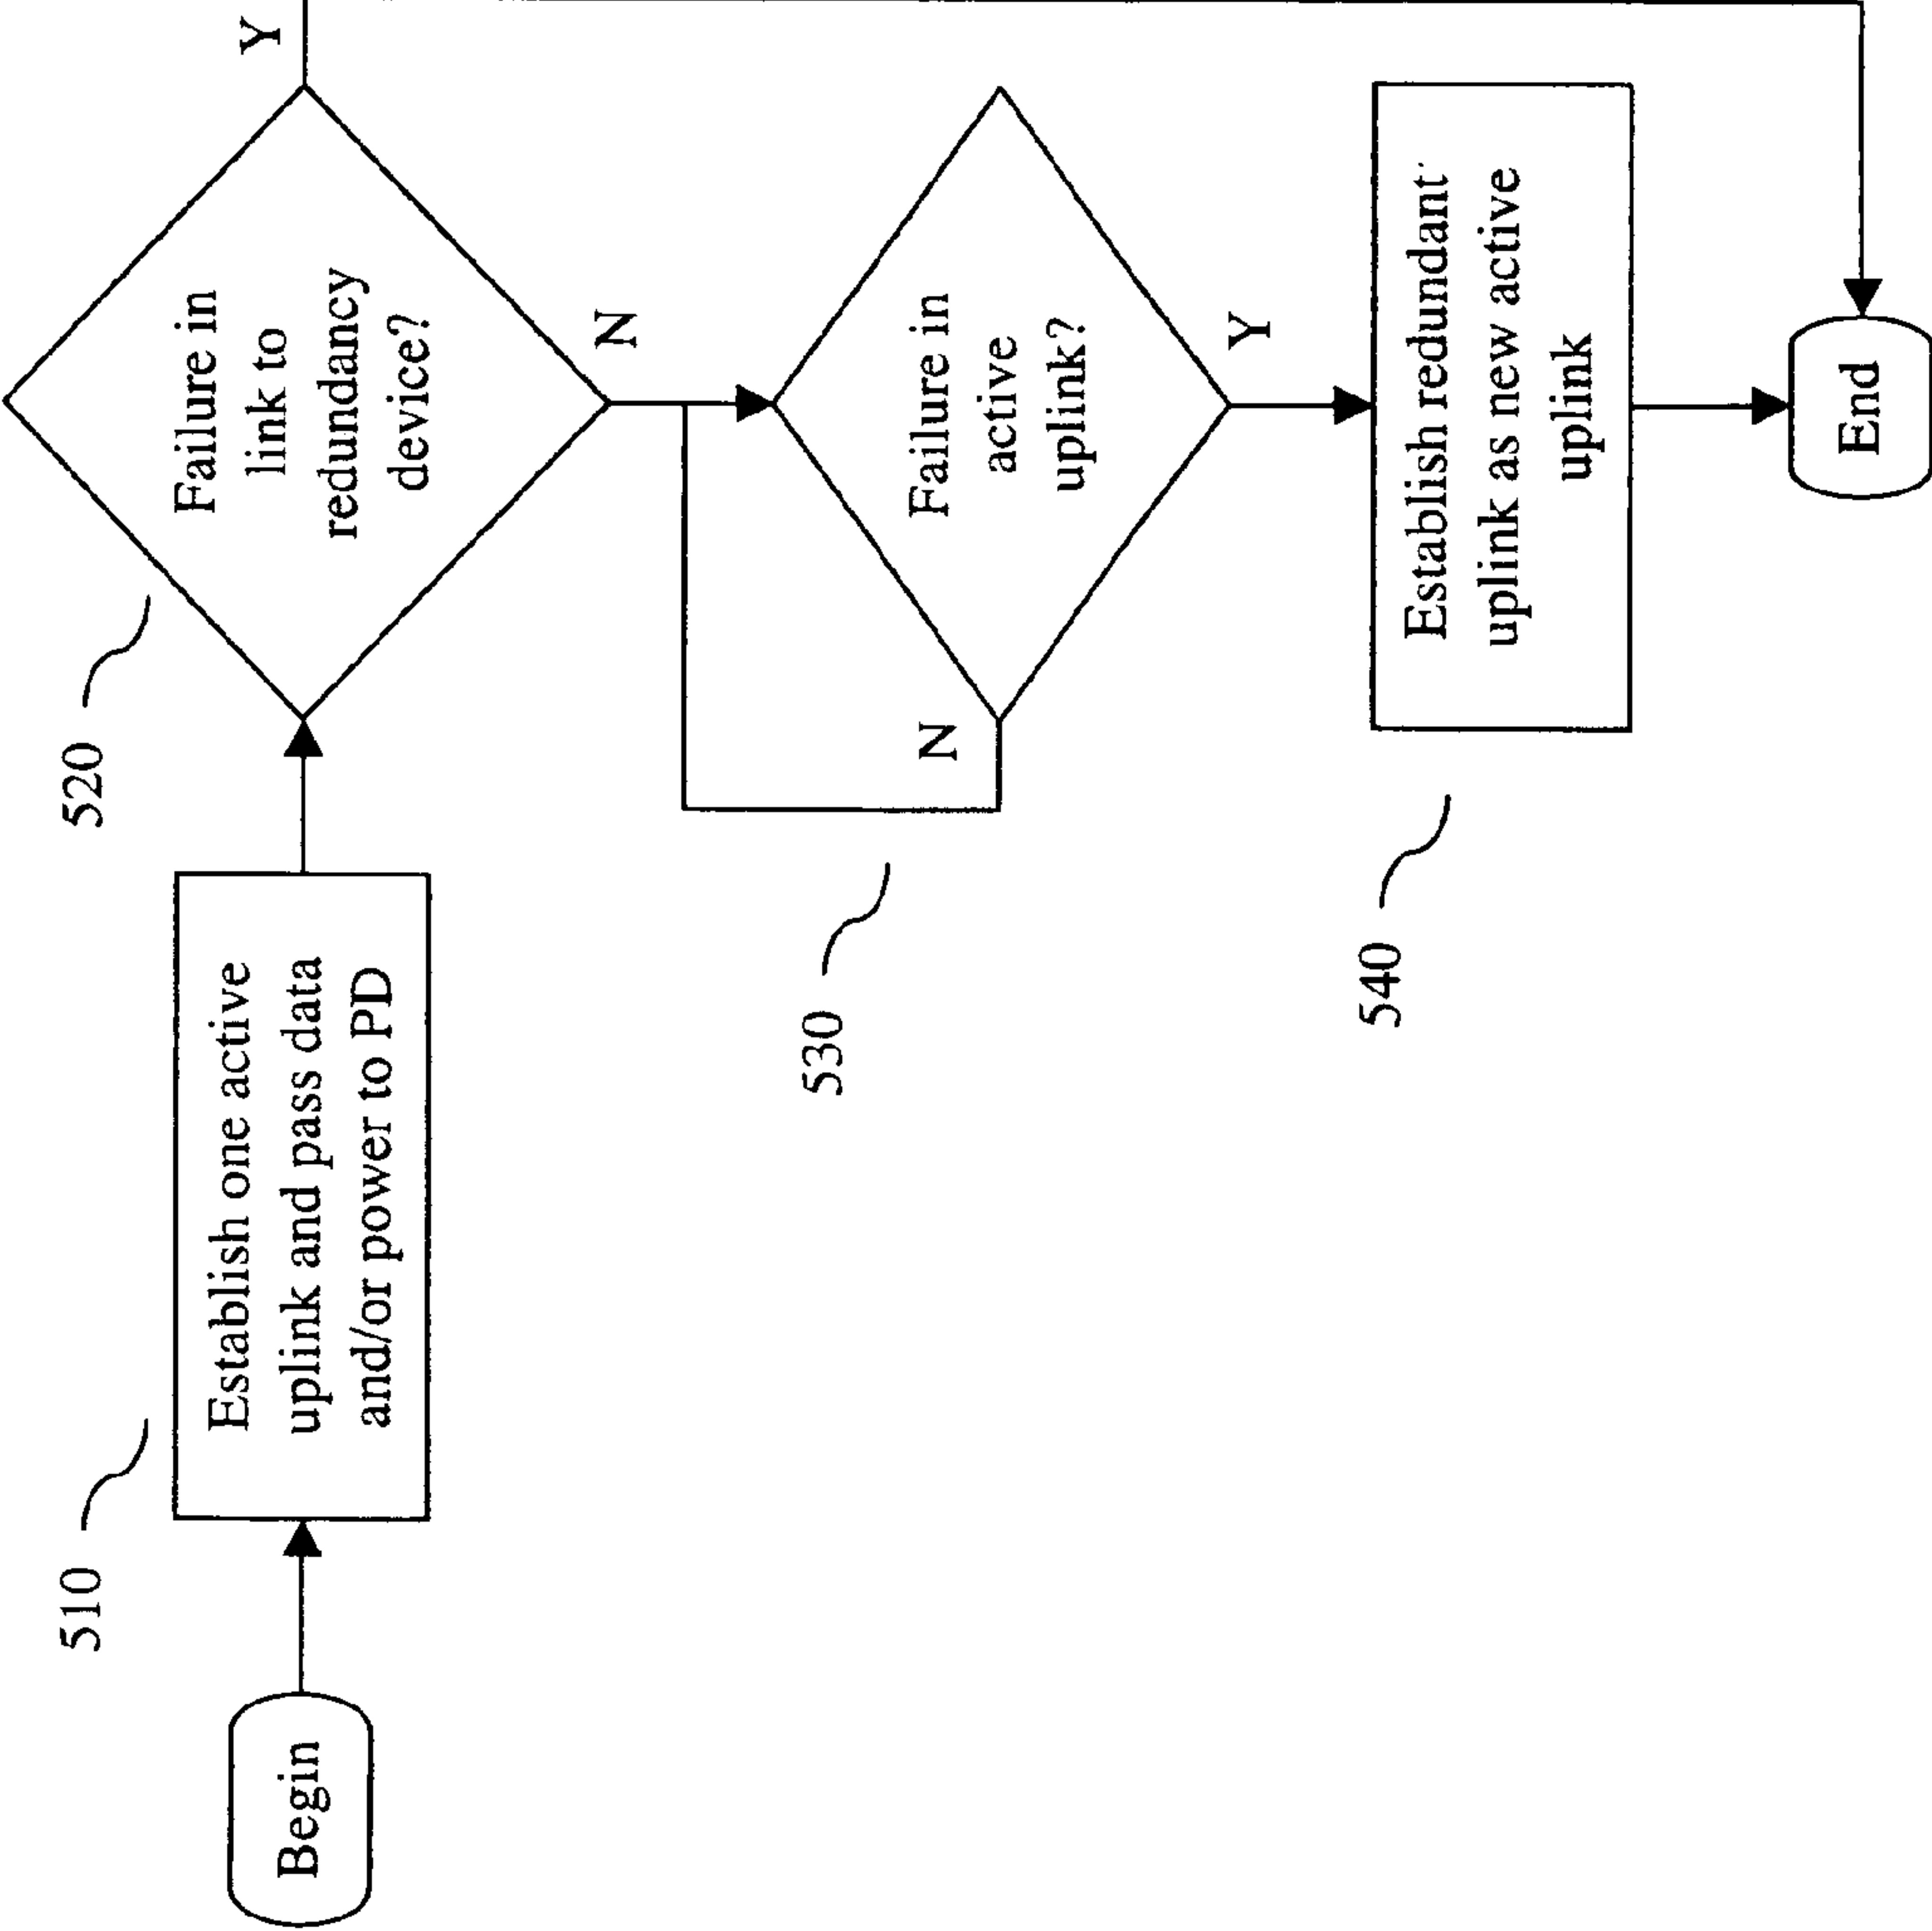 Begin
510
Establish one active
uplink and pass data
and/or power to PD
520
Failure in
link to
redundancy
device?
Y
N
530
Failure in
active
uplink?
N
Y
540
Establish redundant
uplink as new active
uplink
End